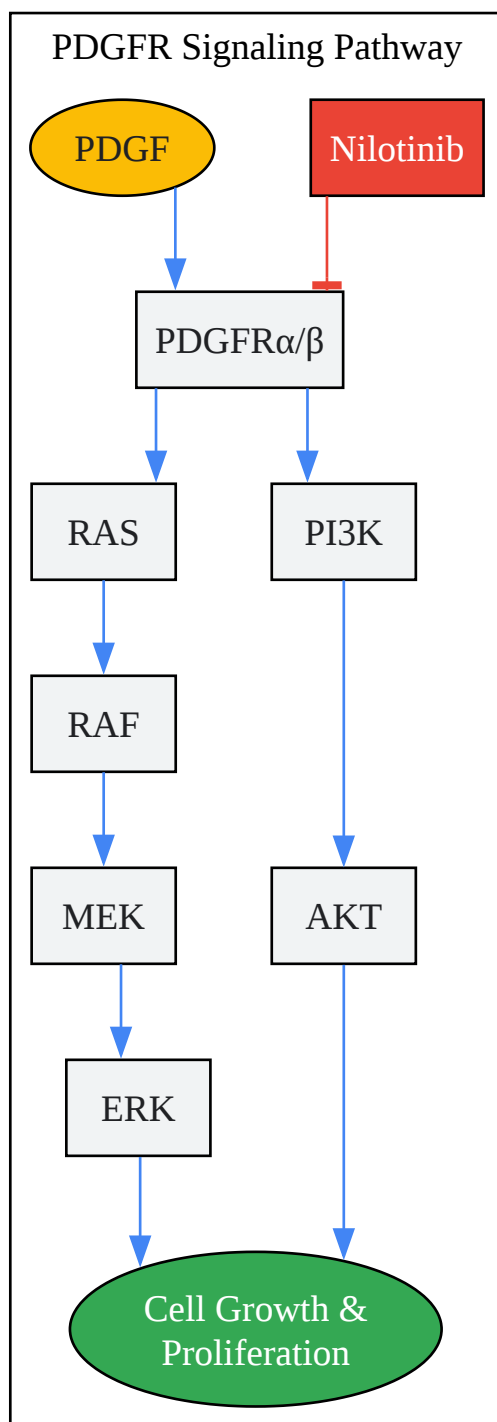 PDGFR Signaling Pathway
PDGF
Nilotinib
PDGFRα/β
RAS
PI3K
RAF
MEK
AKT
ERK
Cell Growth &
Proliferation